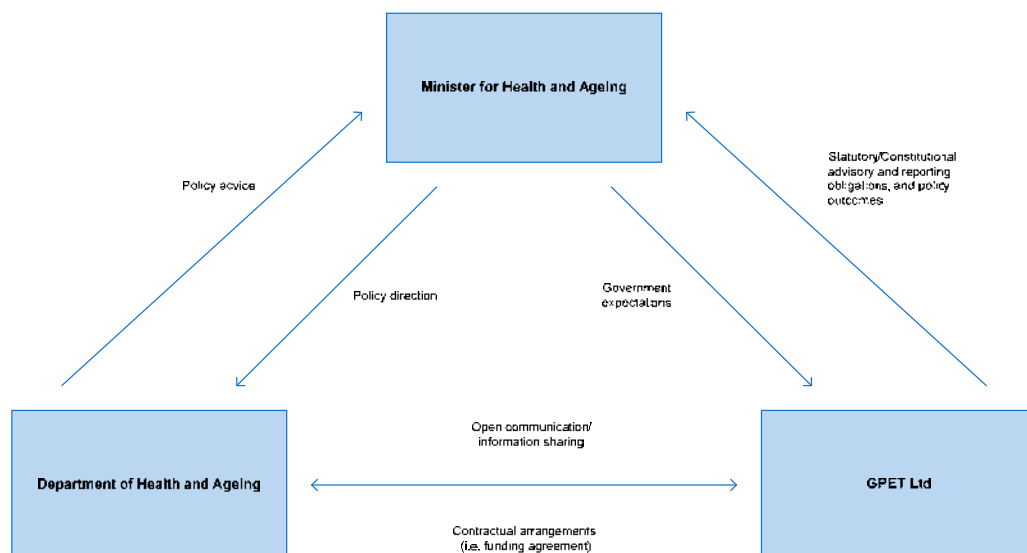 Minister for Health and Ageing
Policy advice
Statutory/Constitutional
advisory and reporting
obligations, and policy
outcomes
Policy direction
Government
expectations
Open communication/
information sharing
Department of Health and Ageing
GPET Ltd
Contractual arrangements
(i.e. funding agreement)